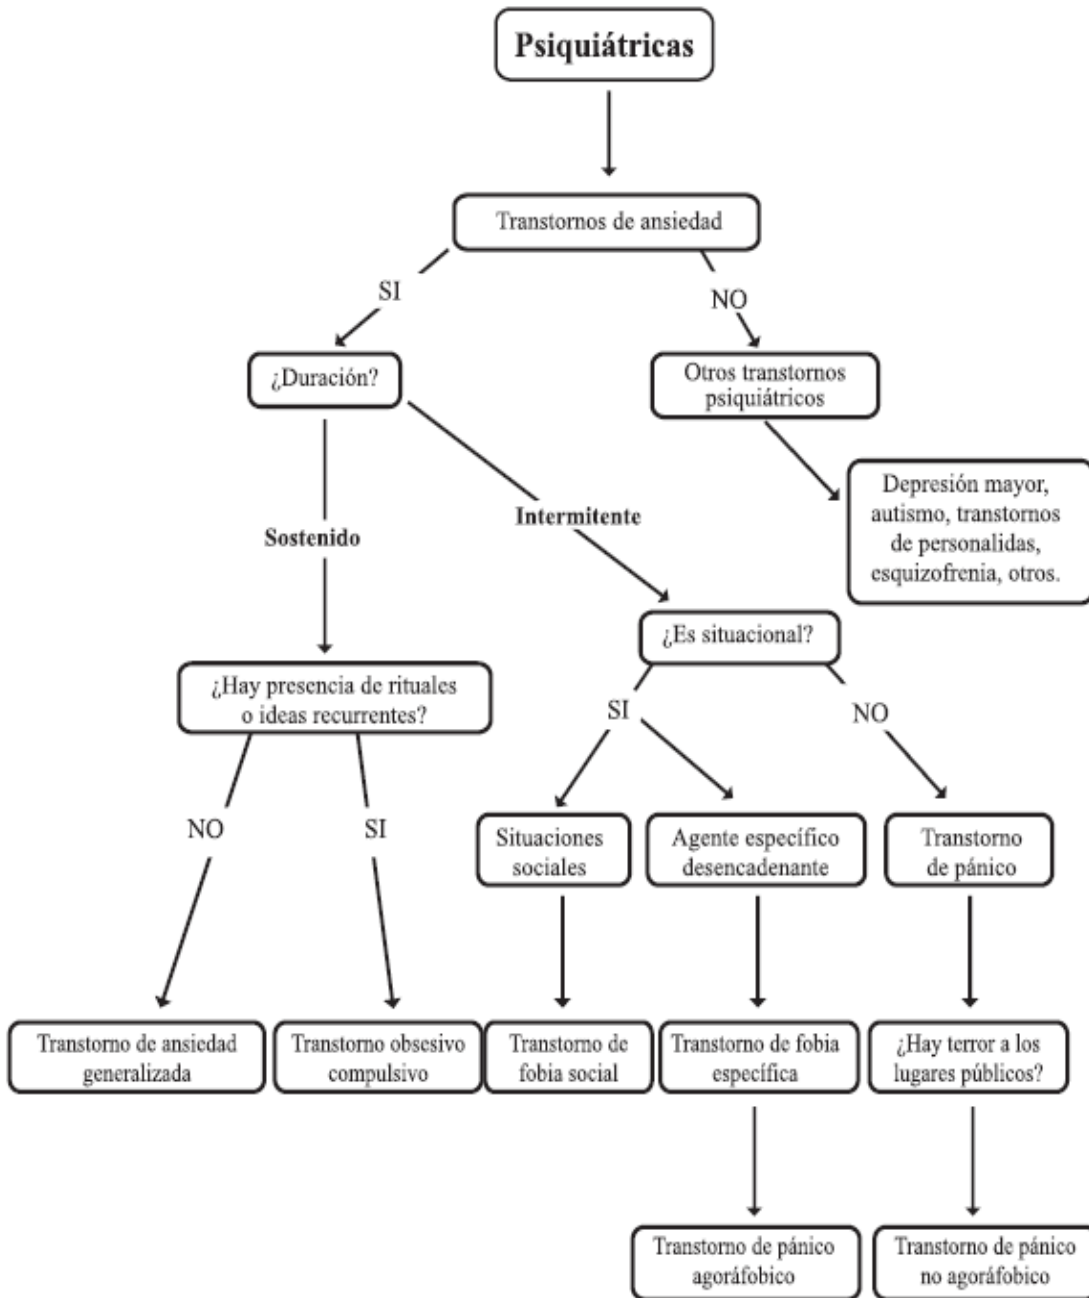 Psiquiátricas
Transtornos de ansiedad
SI
NO
¿Duración?
Otros transtornos
psiquiátricos
Sostenido
Intermitente
Depresión mayor,
autismo, transtornos
de personalidas,
esquizofrenia, otros.
¿Es situacional?
¿Hay presencia de rituales
o ideas recurrentes?
SI
NO
NO
SI
Situaciones
sociales
Agente específico
desencadenante
Transtorno
de pánico
Transtorno de ansiedad
generalizada
Transtorno obsesivo
compulsivo
Transtorno de
fobia social
Transtorno de fobia
específica
¿Hay terror a los
lugares públicos?
Transtorno de pánico
agoráfobico
Transtorno de pánico
no agoráfobico